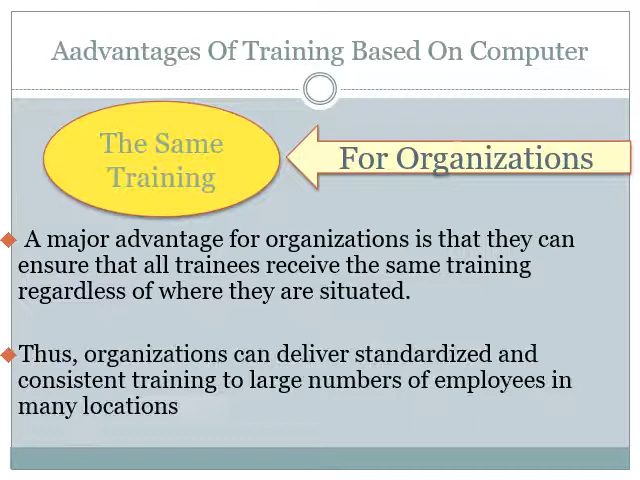 Aadvantages Of Training Based On Computer
The Same
Training
For Organizations
A major advantage for organizations is that they can
ensure that all trainees receive the same training
regardless of where they are situated.
Thus, organizations can deliver standardized and
consistent training to large numbers of employees in
many locations